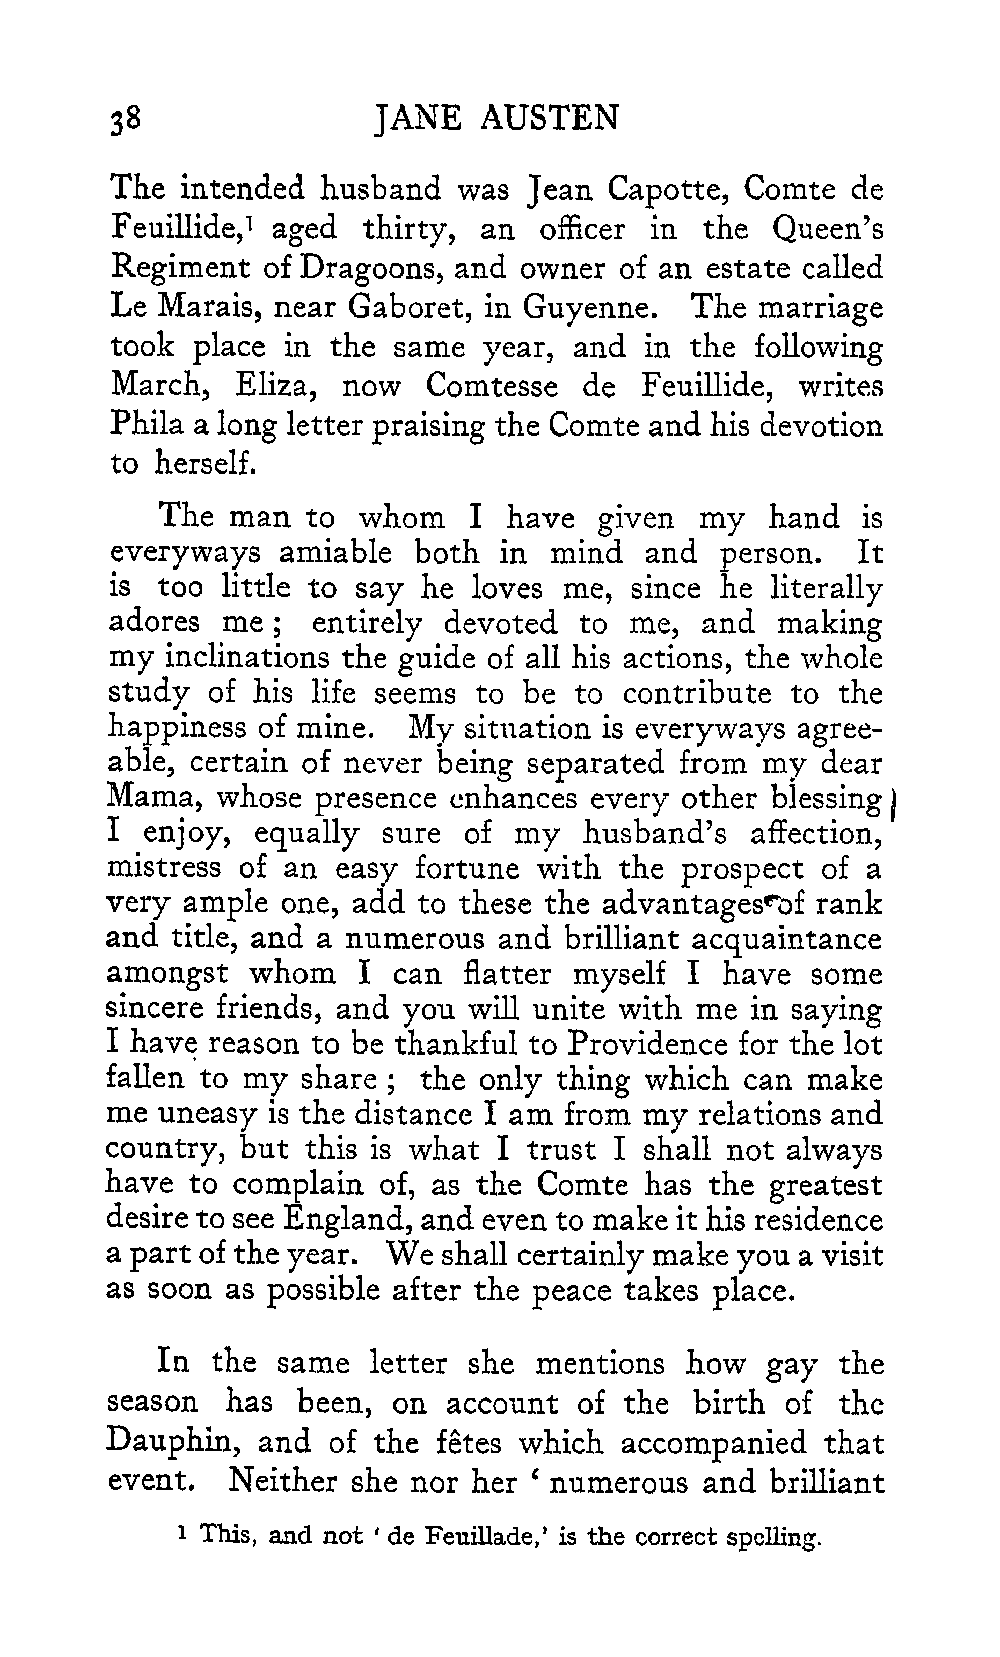 38 JANE AUSTEN
The intended husband was Jean Capotte, Comte de
Feuillide,¹ aged thirty, an officer in the Queen's
Regiment of Dragoons, and owner of an estate called
Le Marais, near Gaboret, in Guyenne. The marriage
took place in the same year, and in the following
March, Eliza, now Comtesse de Feuillide, writes
Phila a long letter praising the Comte and his devotion
to herself.
The man to whom I have given my hand is
everyways amiable both in mind and person. It
is too little to say he loves me, since he literally
adores me ; entirely devoted to me, and making
my inclinations the guide of all his actions, the whole
study of his life seems to be to contribute to the
happiness of mine. My situation is everyways agree-
able, certain of never being separated from my dear
Mama, whose presence enhances every other blessing
I enjoy, equally sure of my husband's affection,
mistress of an easy fortune with the prospect of a
very ample one, add to these the advantages of rank
and title, and a numerous and brilliant acquaintance
amongst whom I can flatter myself I have some
sincere friends, and you will unite with me in saying
I have reason to be thankful to Providence for the lot
fallen to my share ; the only thing which can make
me uneasy is the distance I am from my relations and
country, but this is what I trust I shall not always
have to complain of, as the Comte has the greatest
desire to see England, and even to make it his residence
a part of the year. We shall certainly make you a visit
as soon as possible after the peace takes place.
In the same letter she mentions how gay the
season has been, on account of the birth of the
Dauphin, and of the fêtes which accompanied that
event. Neither she nor her ' numerous and brilliant
¹ This, and not ' de Feuillade,' is the correct spelling.